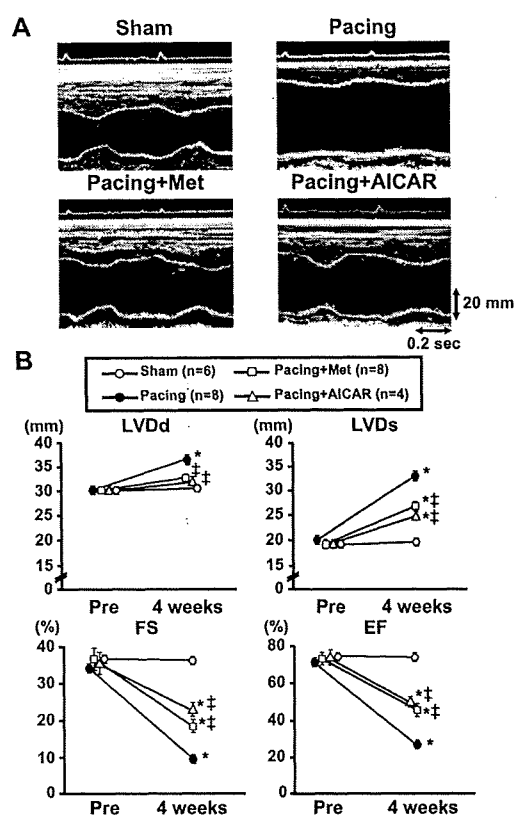 A
Sham Pacing
Pacing+Met Pacing+AICAR
20 mm
0.2 sec
B
Sham (n=6) Pacing+Met (n=8)
Pacing (n=8) Pacing+AICAR (n=4)
(mm) LVDd (mm) LVDs
40 40
35 * 35 *
‡ ‡
30 30
*‡
25 25 *‡
20 20
15 15
0 0
Pre 4 weeks Pre 4 weeks
(%) FS (%) EF
40 80
30 60
*‡ *‡
20 *‡ 40 *‡
10 * 20 *
0 0
Pre 4 weeks Pre 4 weeks